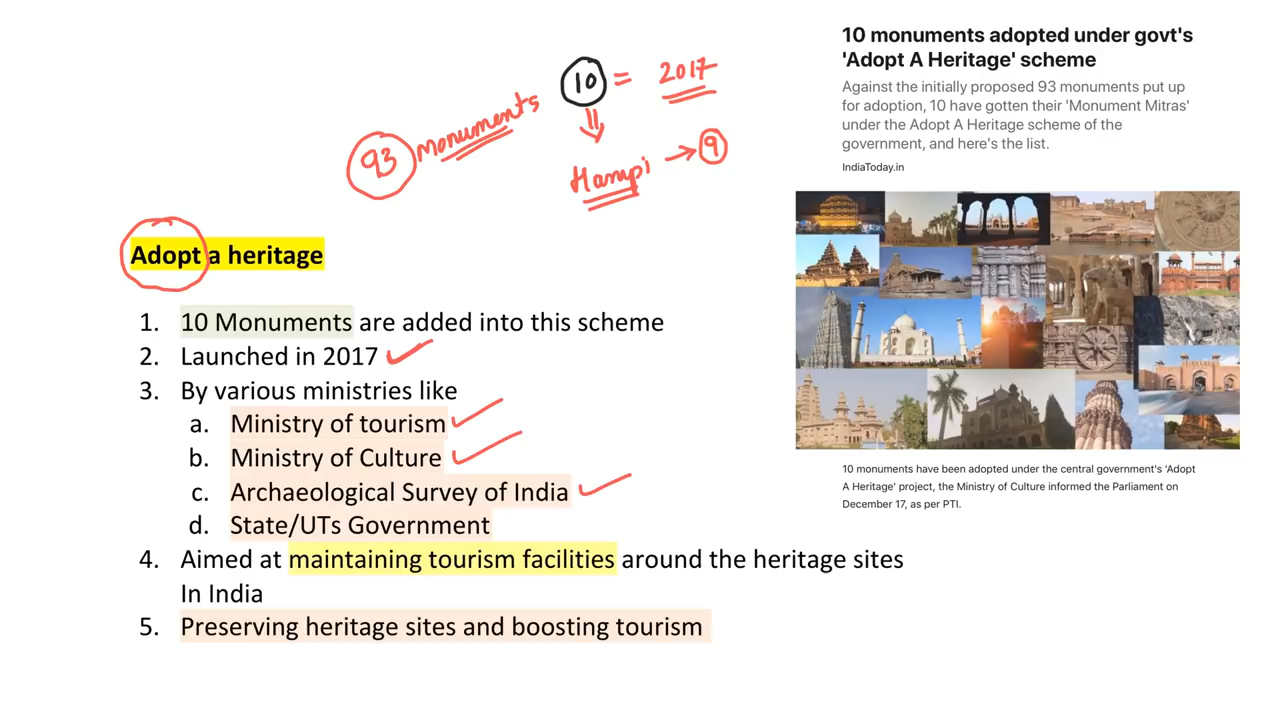 10 monuments adopted under govt's
'Adopt A Heritage' scheme
Against the initially proposed 93 monuments put up
for adoption, 10 have gotten their 'Monument Mitras'
under the Adopt A Heritage scheme of the
government, and here's the list.
IndiaToday.in
10 = 2017
93 monuments
Hampi → 9
Adopt a heritage
1. 10 Monuments are added into this scheme
2. Launched in 2017
3. By various ministries like
a. Ministry of tourism
b. Ministry of Culture
c. Archaeological Survey of India
d. State/UTs Government
4. Aimed at maintaining tourism facilities around the heritage sites
In India
5. Preserving heritage sites and boosting tourism
10 monuments have been adopted under the central government's 'Adopt
A Heritage' project, the Ministry of Culture informed the Parliament on
December 17, as per PTI.